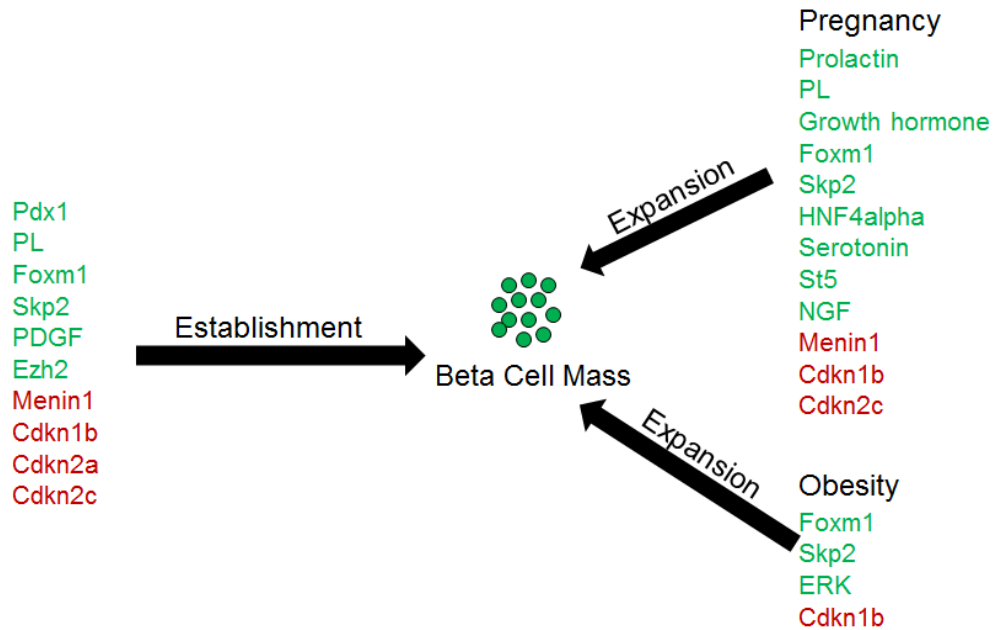 Pdx1
PL
Foxm1
Skp2
PDGF
Ezh2
Menin1
Cdkn1b
Cdkn2a
Cdkn2c
Establishment
Beta Cell Mass
Expansion
Pregnancy
Prolactin
PL
Growth hormone
Foxm1
Skp2
HNF4alpha
Serotonin
St5
NGF
Menin1
Cdkn1b
Cdkn2c
Expansion
Obesity
Foxm1
Skp2
ERK
Cdkn1b